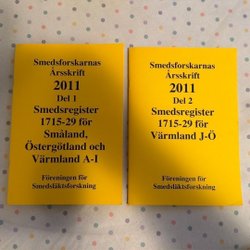 Smedsforskarnas
Årsskrift
2011
Del 1
Smedsregister
1715-29 för
Småland,
Östergötland och
Värmland A-I
Föreningen för
Smedsläktsforskning
Smedsforskarnas
Årsskrift
2011
Del 2
Smedsregister
1715-29 för
Värmland J-Ö
Föreningen för
Smedsläktsforskning